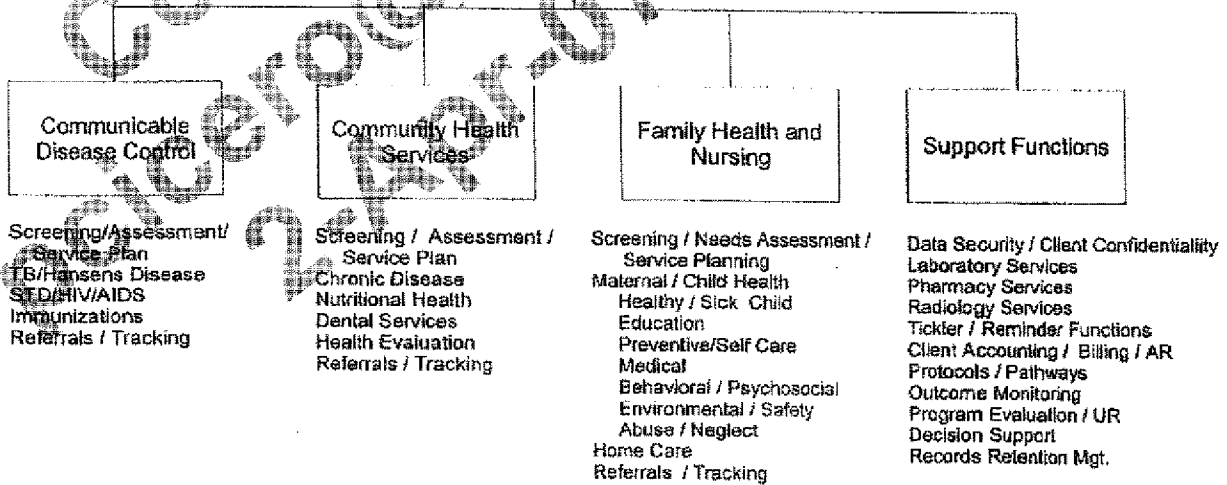 Communicable
Disease Control
Community Health
Services
Family Health and
Nursing
Support Functions
Screening/Assessment/
Service Plan
TB/Hansens Disease
STD/HIV/AIDS
Immunizations
Referrals / Tracking
Screening / Assessment /
Service Plan
Chronic Disease
Nutritional Health
Dental Services
Health Evaluation
Referrals / Tracking
Screening / Needs Assessment /
Service Planning
Maternal / Child Health
Healthy / Sick Child
Education
Preventive/Self Care
Medical
Behavioral / Psychosocial
Environmental / Safety
Abuse / Neglect
Home Care
Referrals / Tracking
Data Security / Client Confidentiality
Laboratory Services
Pharmacy Services
Radiology Services
Tickler / Reminder Functions
Client Accounting / Billing / AR
Protocols / Pathways
Outcome Monitoring
Program Evaluation / UR
Decision Support
Records Retention Mgt.